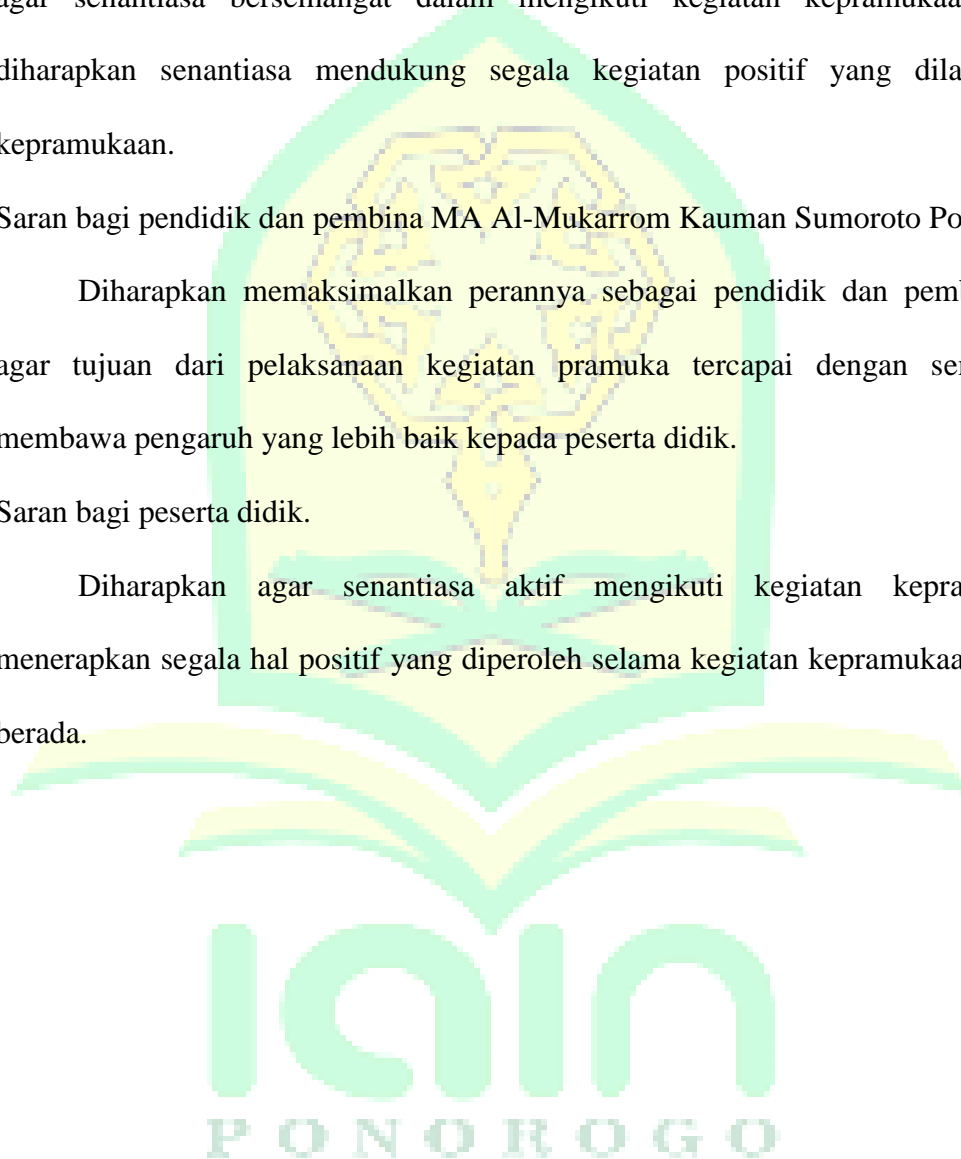 agar senantiasa bersemangat dalam mengikuti kegiatan kepramukaa
diharapkan senantiasa mendukung segala kegiatan positif yang dila
kepramukaan.
Saran bagi pendidik dan pembina MA Al-Mukarrom Kauman Sumoroto Po
Diharapkan memaksimalkan perannya sebagai pendidik dan pemb
agar tujuan dari pelaksanaan kegiatan pramuka tercapai dengan ser
membawa pengaruh yang lebih baik kepada peserta didik.
Saran bagi peserta didik.
Diharapkan agar senantiasa aktif mengikuti kegiatan kepra
menerapkan segala hal positif yang diperoleh selama kegiatan kepramukaa
berada.
iain
PONOROGO